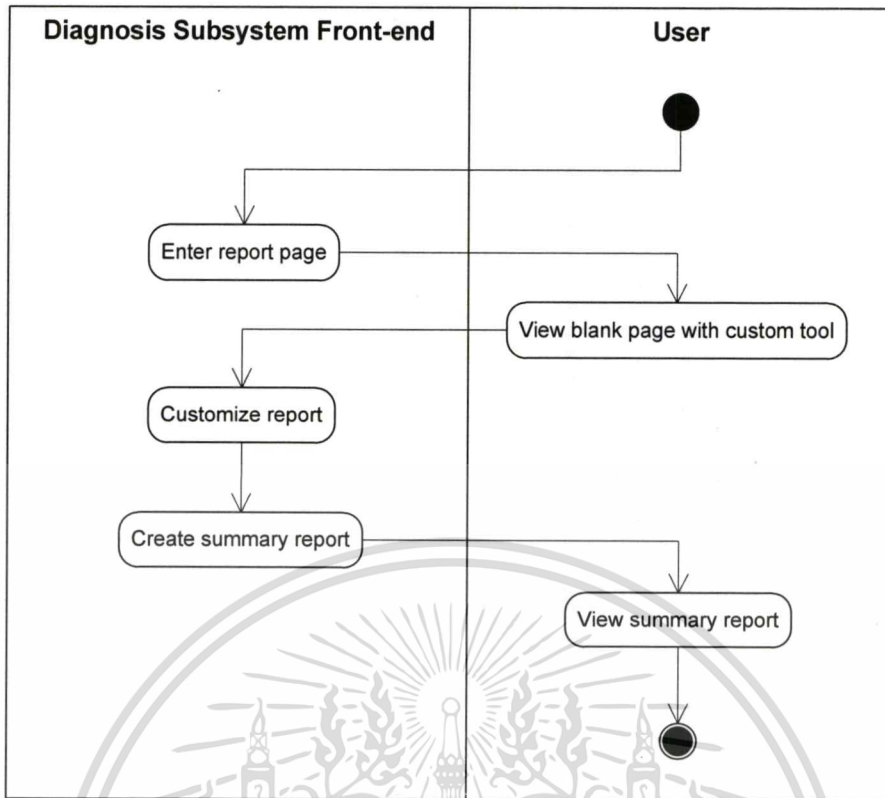 Diagnosis Subsystem Front-end
User
Enter report page
View blank page with custom tool
Customize report
Create summary report
View summary report